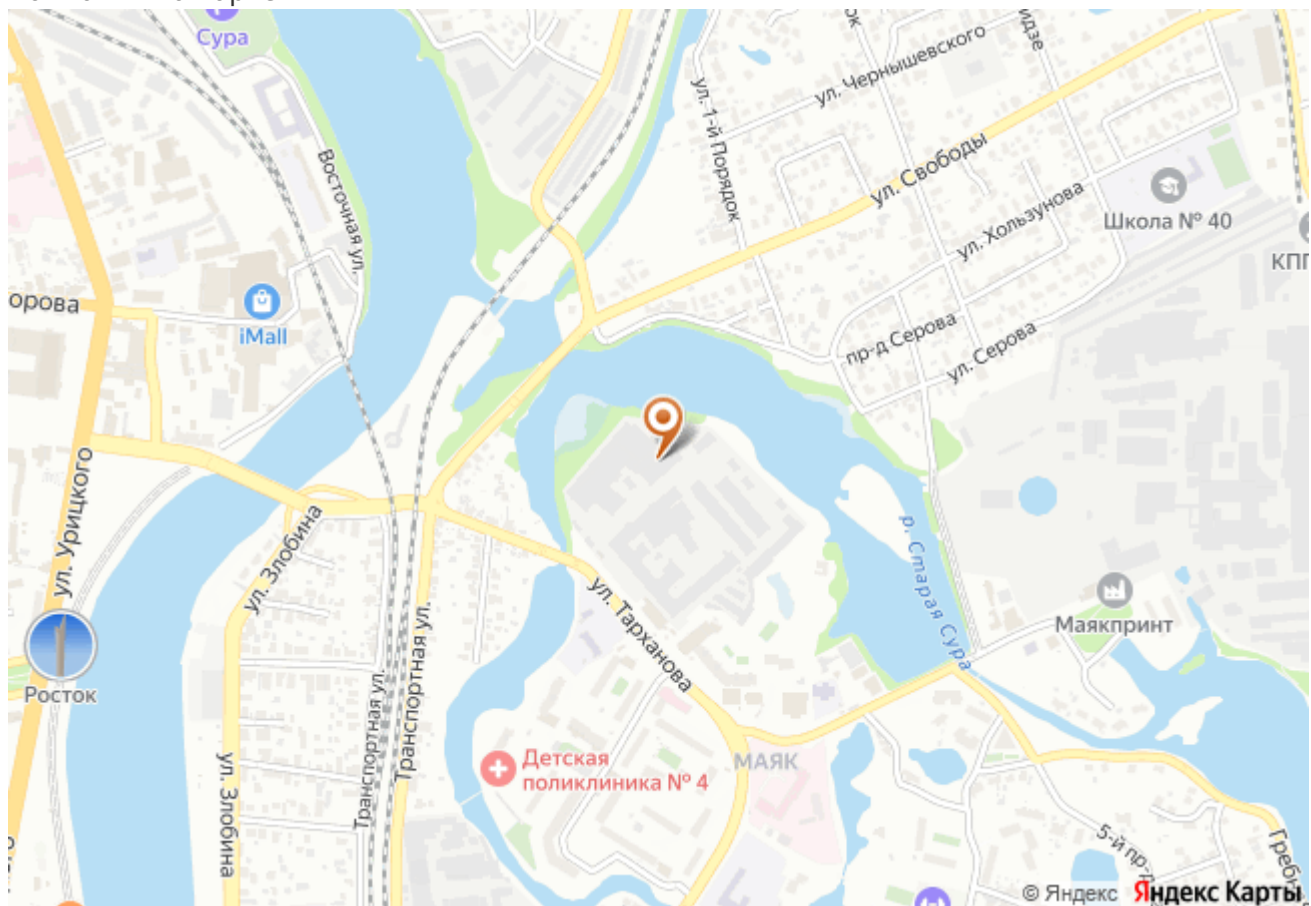 Сура
ул. Чернышевского
ул. 1-й Порядок
Восточная ул.
ул. Свободы
Школа № 40
ул. Хользунова
КПП
орова
iMall
пр-д Серова
ул. Серова
ул. Урицкого
ул. Злобина
р. Старая Сура
ул. Тарханова
Маякпринт
Росток
Транспортная ул.
Транспортная ул.
ул. Злобина
Детская
поликлиника № 4
МАЯК
5-й пр-д
Греби
© Яндекс Яндекс Карты